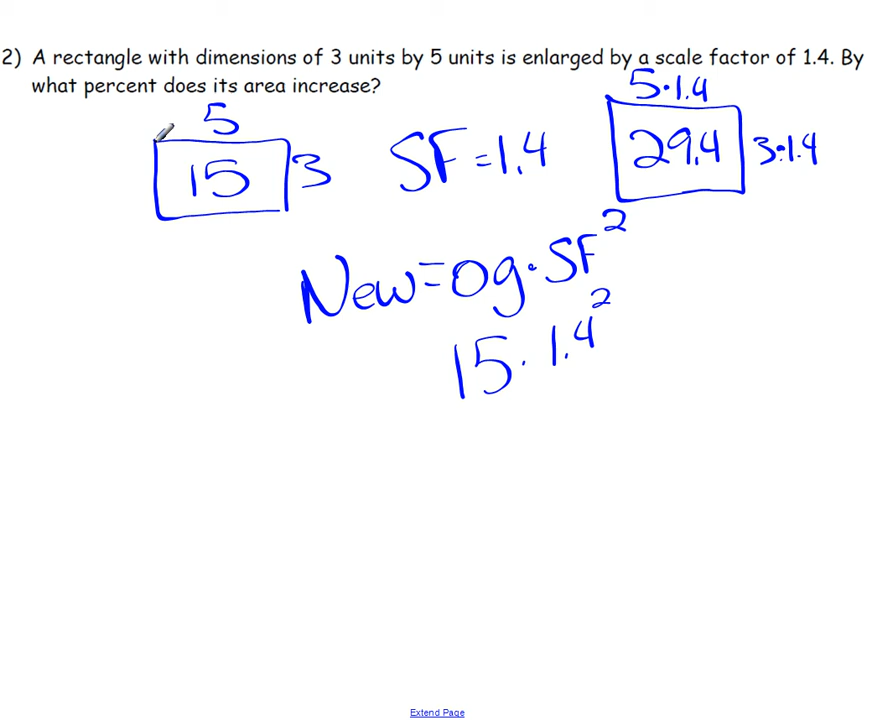 2) A rectangle with dimensions of 3 units by 5 units is enlarged by a scale factor of 1.4. By
what percent does its area increase?
5
15
3
SF=1.4
5·1.4
29.4
3·1.4
New=og·SF²
15·1.4²
Extend Page